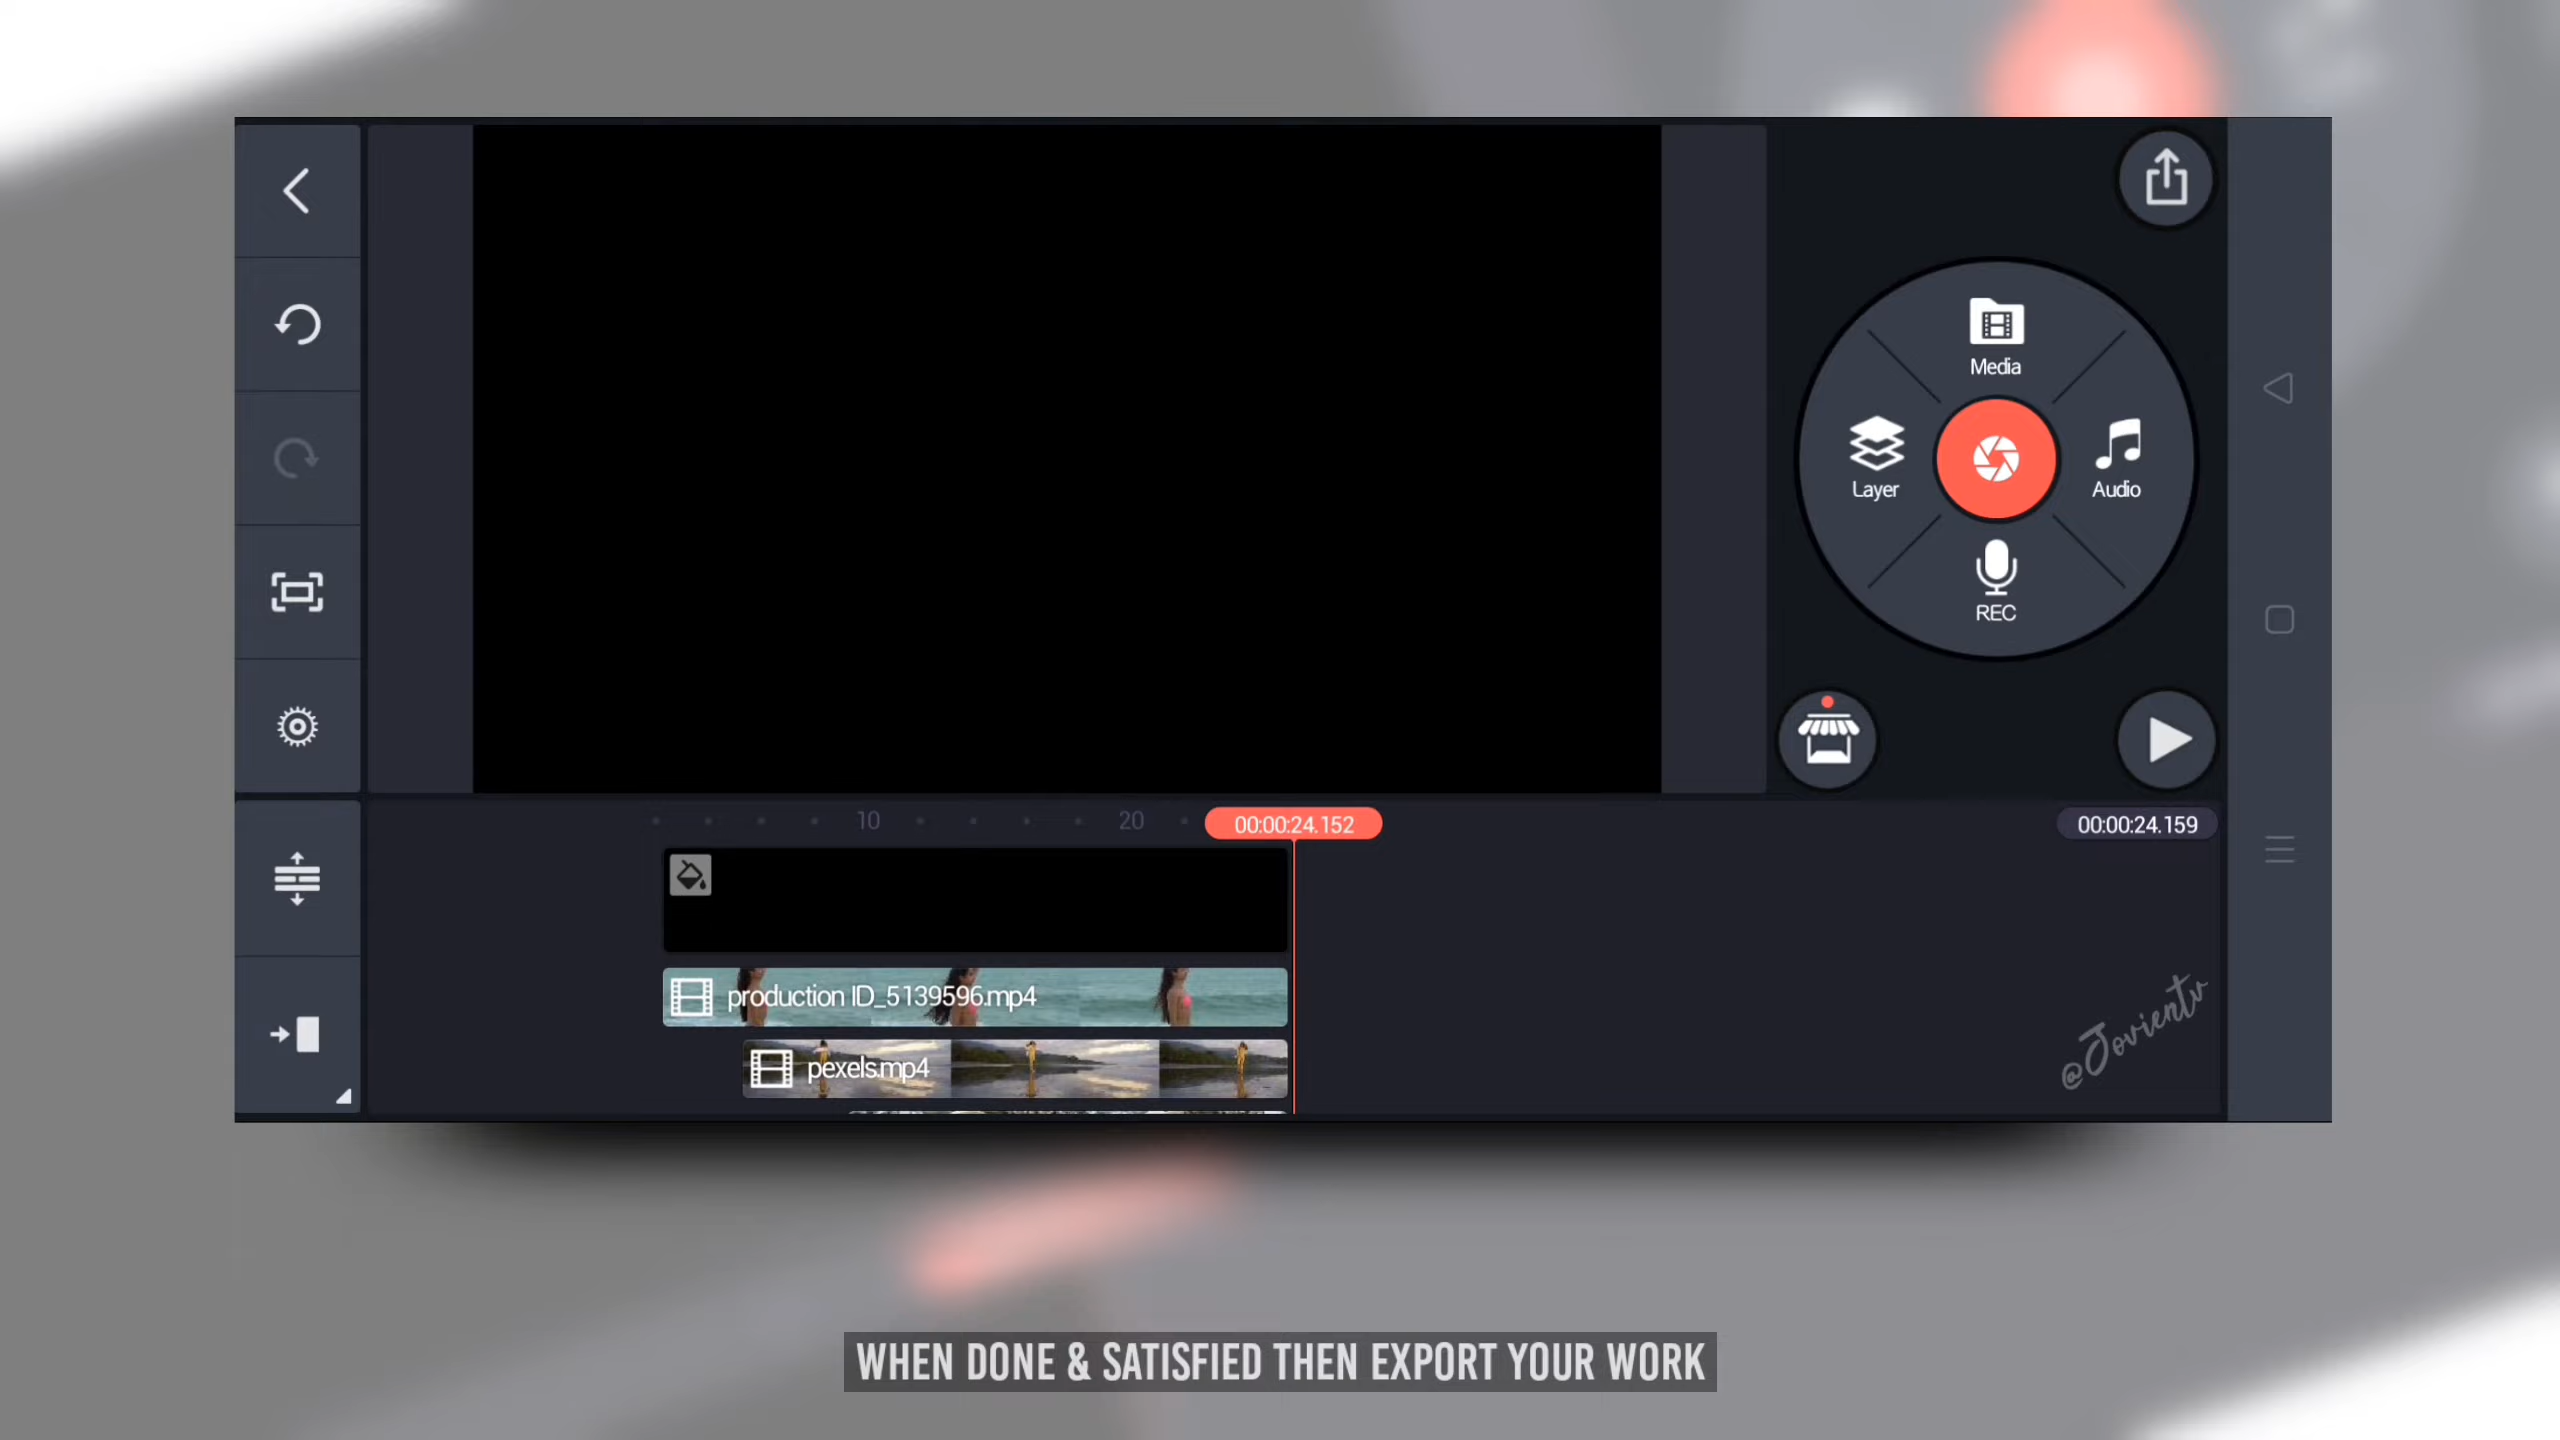 Media
Layer
Audio
REC
10
20
00:00:24.152
00:00:24.159
production ID_5139596.mp4
pexels.mp4
@Jovientv
WHEN DONE & SATISFIED THEN EXPORT YOUR WORK